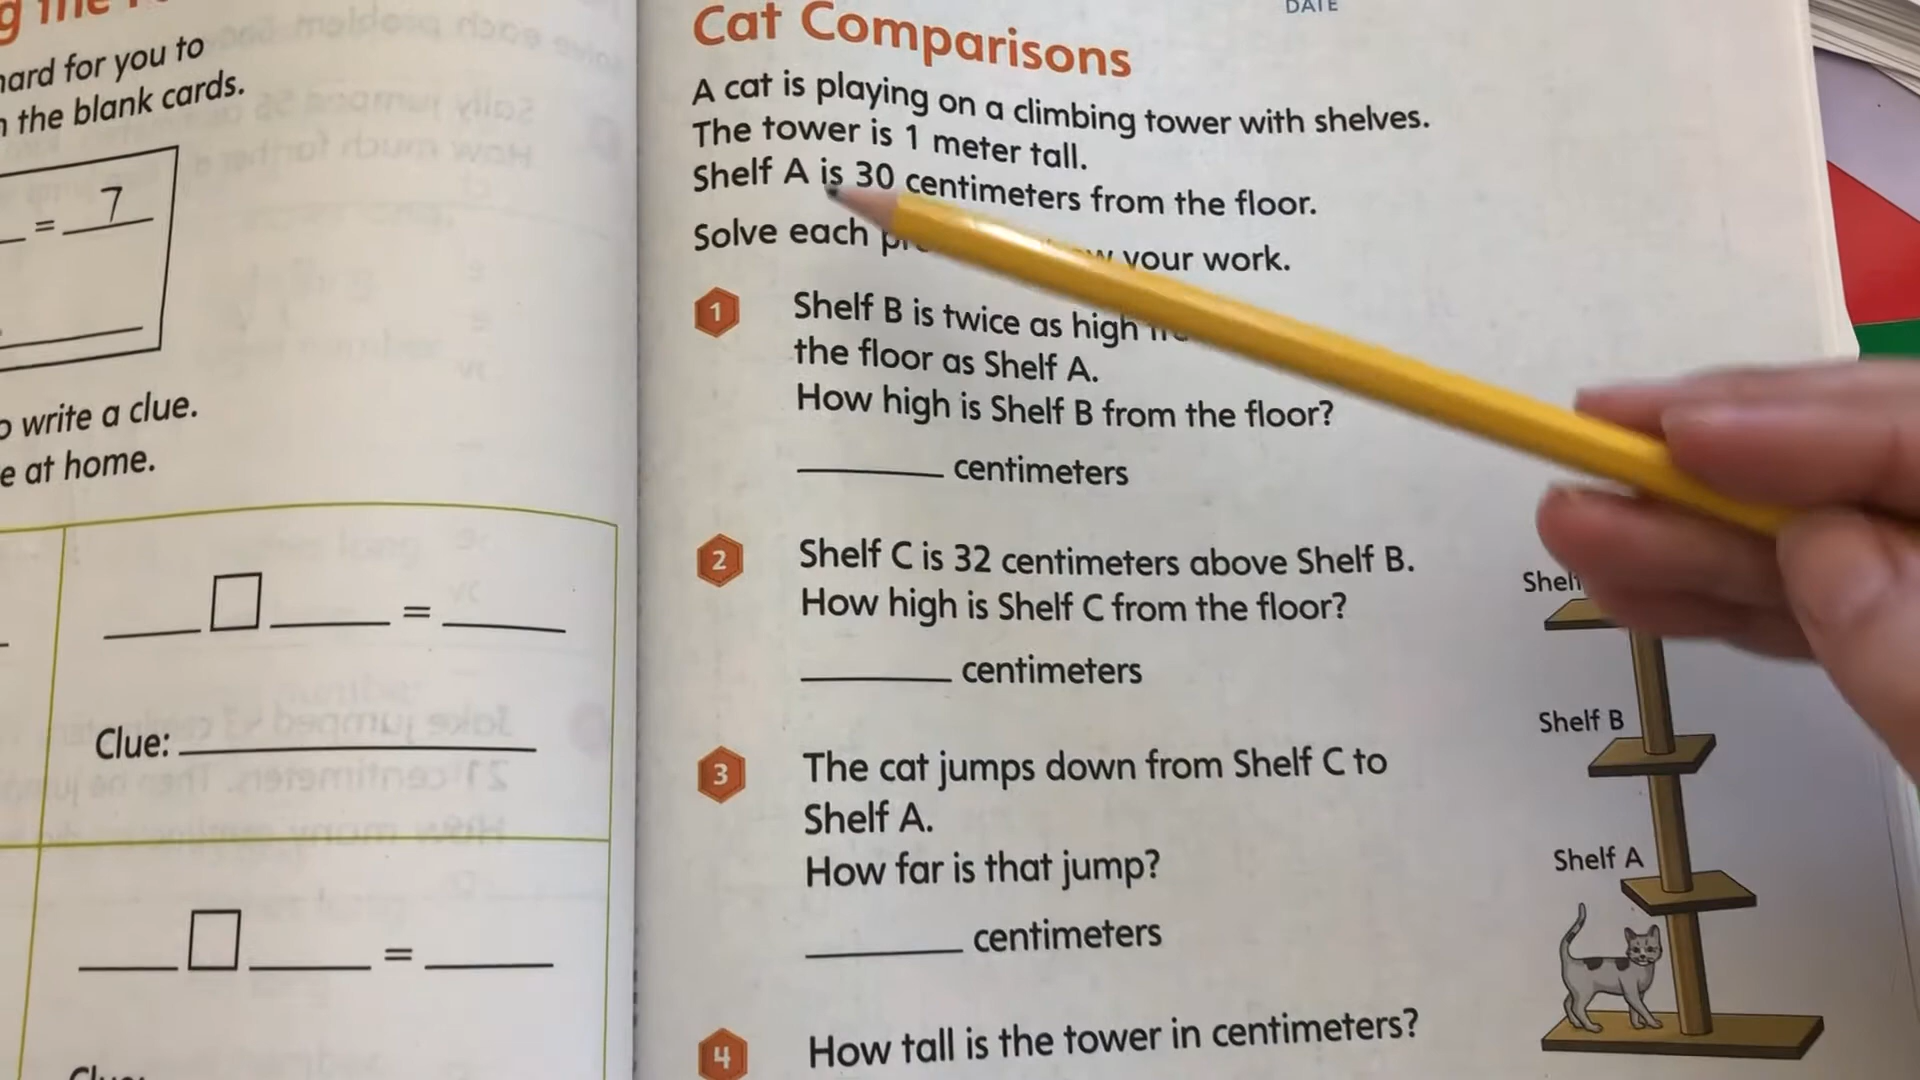 g the
hard for you to
the blank cards.
= 7
write a clue.
e at home.
=
Clue:
=
DATE
Cat Comparisons
A cat is playing on a climbing tower with shelves.
The tower is 1 meter tall.
Shelf A is 30 centimeters from the floor.
Solve each your work.
1 Shelf B is twice as high
the floor as Shelf A.
How high is Shelf B from the floor?
centimeters
2 Shelf C is 32 centimeters above Shelf B.
How high is Shelf C from the floor?
centimeters
3 The cat jumps down from Shelf C to
Shelf A.
How far is that jump?
centimeters
4 How tall is the tower in centimeters?
Shelf
Shelf B
Shelf A